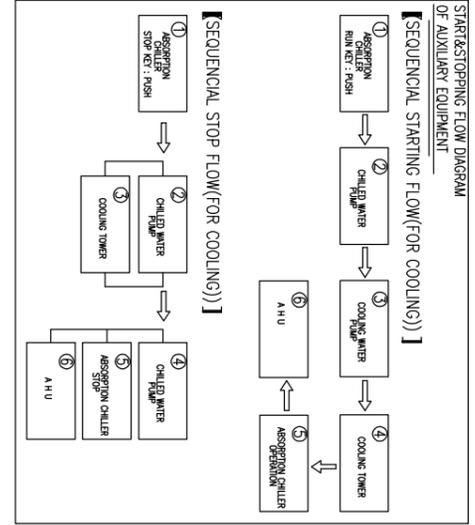 START&STOPPING FLOW DIAGRAM
OF AUXILIARY EQUIPMENT
【SEQUENCIAL STARTING FLOW(FOR COOLING))】
①
ABSORPTION
CHILLER
RUN KEY : PUSH
②
CHILLED WATER
PUMP
③
COOLING WATER
PUMP
④
COOLING TOWER
⑤
ABSORPTION CHILLER
OPERATION
⑥
A H U
【SEQUENCIAL STOP FLOW(FOR COOLING))】
①
ABSORPTION
CHILLER
STOP KEY : PUSH
②
CHILLED WATER
PUMP
③
COOLING TOWER
④
CHILLED WATER
PUMP
⑤
ABSORPTION CHILLER
STOP
⑥
A H U